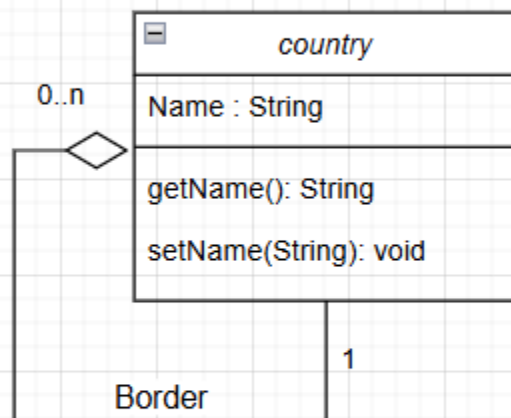 country
0..n
Name : String
getName(): String
setName(String): void
1
Border